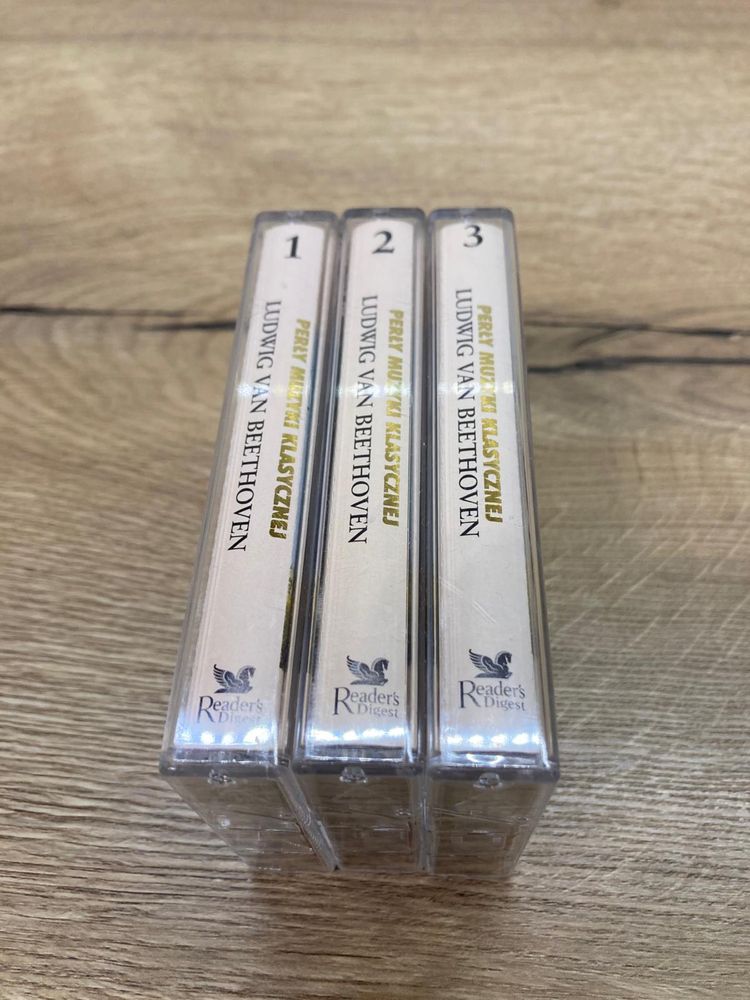 1
PERŁY MUZYKI KLASYCZNEJ
LUDWIG VAN BEETHOVEN
Reader's
Digest
2
PERŁY MUZYKI KLASYCZNEJ
LUDWIG VAN BEETHOVEN
Reader's
Digest
3
PERŁY MUZYKI KLASYCZNEJ
LUDWIG VAN BEETHOVEN
Reader's
Digest